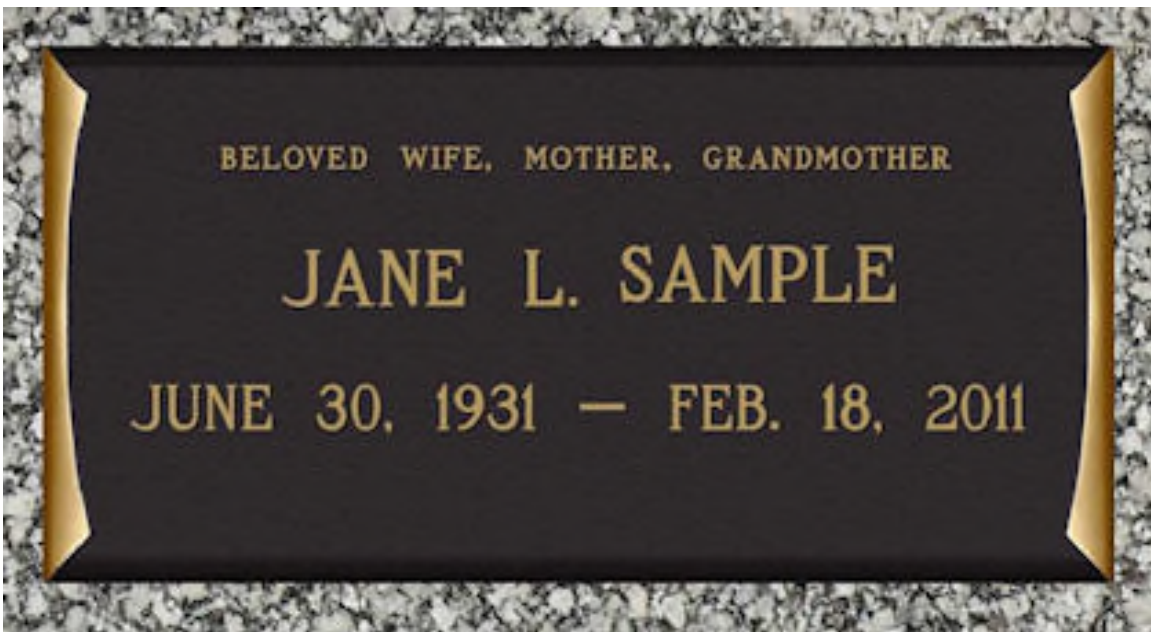 BELOVED WIFE, MOTHER, GRANDMOTHER
JANE L. SAMPLE
JUNE 30, 1931 — FEB. 18, 2011